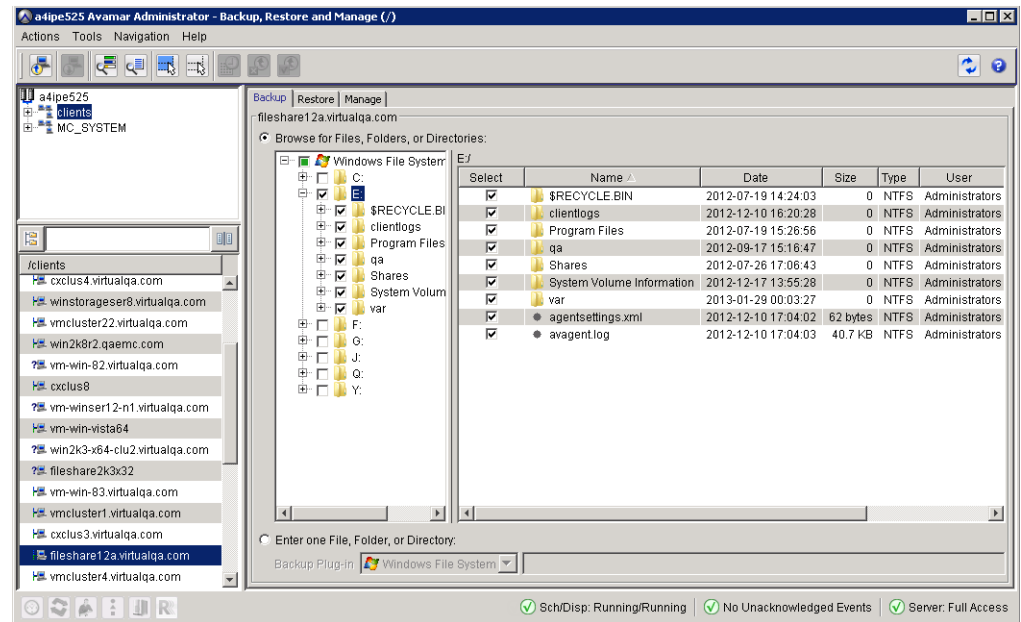 a4ipe525 Avamar Administrator - Backup, Restore and Manage (/)
Actions Tools Navigation Help
a4ipe525
clients
MC_SYSTEM
/clients
cxclus4.virtualqa.com
winstorageser8.virtualqa.com
vmcluster22.virtualqa.com
win2k8r2.qaemc.com
vm-win-82.virtualqa.com
cxclus8
vm-winser12-n1.virtualqa.com
vm-win-vista64
win2k3-x64-clu2.virtualqa.com
fileshare2k3x32
vm-win-83.virtualqa.com
vmcluster1.virtualqa.com
cxclus3.virtualqa.com
fileshare12a.virtualqa.com
vmcluster4.virtualqa.com
Backup Restore Manage
fileshare12a.virtualqa.com
Browse for Files, Folders, or Directories:
Windows File System
C:
E:
$RECYCLE.BI
clientlogs
Program Files
qa
Shares
System Volum
var
F:
G:
J:
Q:
Y:
E:/
Select Name Date Size Type User
$RECYCLE.BIN 2012-07-19 14:24:03 0 NTFS Administrators
clientlogs 2012-12-10 16:20:28 0 NTFS Administrators
Program Files 2012-07-19 15:26:56 0 NTFS Administrators
qa 2012-09-17 15:16:47 0 NTFS Administrators
Shares 2012-07-26 17:06:43 0 NTFS Administrators
System Volume Information 2012-12-17 13:55:28 0 NTFS Administrators
var 2013-01-29 00:03:27 0 NTFS Administrators
agentsettings.xml 2012-12-10 17:04:02 62 bytes NTFS Administrators
avagent.log 2012-12-10 17:04:03 40.7 KB NTFS Administrators
Enter one File, Folder, or Directory:
Backup Plug-in Windows File System
Sch/Disp: Running/Running No Unacknowledged Events Server: Full Access